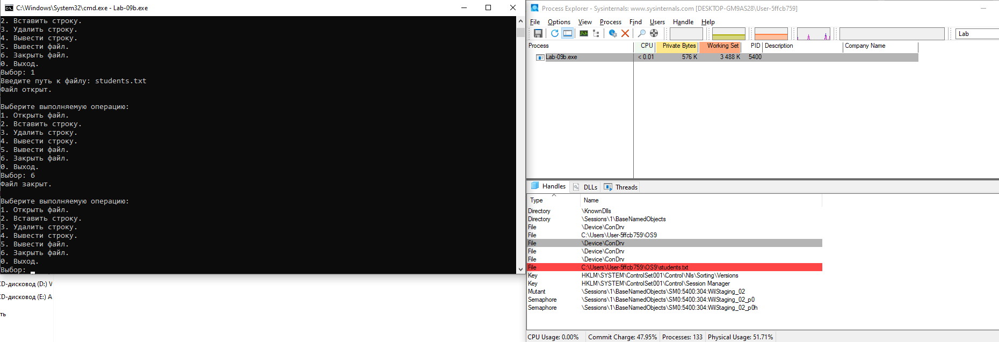 C:\Windows\System32\cmd.exe - Lab-09b.exe
2. Вставить строку.
3. Удалить строку.
4. Вывести строку.
5. Вывести файл.
6. Закрыть файл.
0. Выход.
Выбор: 1
Введите путь к файлу: students.txt
Файл открыт.
Выберите выполняемую операцию:
1. Открыть файл.
2. Вставить строку.
3. Удалить строку.
4. Вывести строку.
5. Вывести файл.
6. Закрыть файл.
0. Выход.
Выбор: 6
Файл закрыт.
Выберите выполняемую операцию:
1. Открыть файл.
2. Вставить строку.
3. Удалить строку.
4. Вывести строку.
5. Вывести файл.
6. Закрыть файл.
0. Выход.
Выбор:
CD-дисковод (D:) V
CD-дисковод (E:) A
ть
Process Explorer - Sysinternals: www.sysinternals.com [DESKTOP-GM9AS28\User-5ffcb759]
File Options View Process Find Users Handle Help
Lab
Process CPU Private Bytes Working Set PID Description Company Name
Lab-09b.exe < 0.01 576 K 3 488 K 5400
Handles DLLs Threads
Type Name
Directory \KnownDlls
Directory \Sessions\1\BaseNamedObjects
File \Device\ConDrv
File C:\Users\User-5ffcb759\OS9
File \Device\ConDrv
File \Device\ConDrv
File \Device\ConDrv
File C:\Users\User-5ffcb759\OS9\students.txt
Key HKLM\SYSTEM\ControlSet001\Control\Nls\Sorting\Versions
Key HKLM\SYSTEM\ControlSet001\Control\Session Manager
Mutant \Sessions\1\BaseNamedObjects\SM0:5400:304:WilStaging_02
Semaphore \Sessions\1\BaseNamedObjects\SM0:5400:304:WilStaging_02_p0
Semaphore \Sessions\1\BaseNamedObjects\SM0:5400:304:WilStaging_02_p0h
CPU Usage: 0.00% Commit Charge: 47.95% Processes: 133 Physical Usage: 51.71%